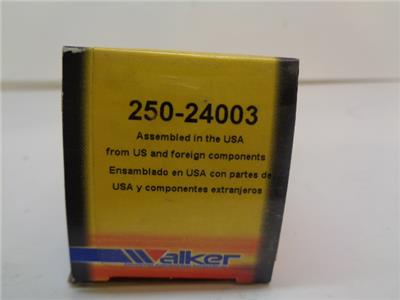 250-24003
Assembled in the USA
from US and foreign components
Ensamblado en USA con partes de
USA y componentes extranjeros
Walker